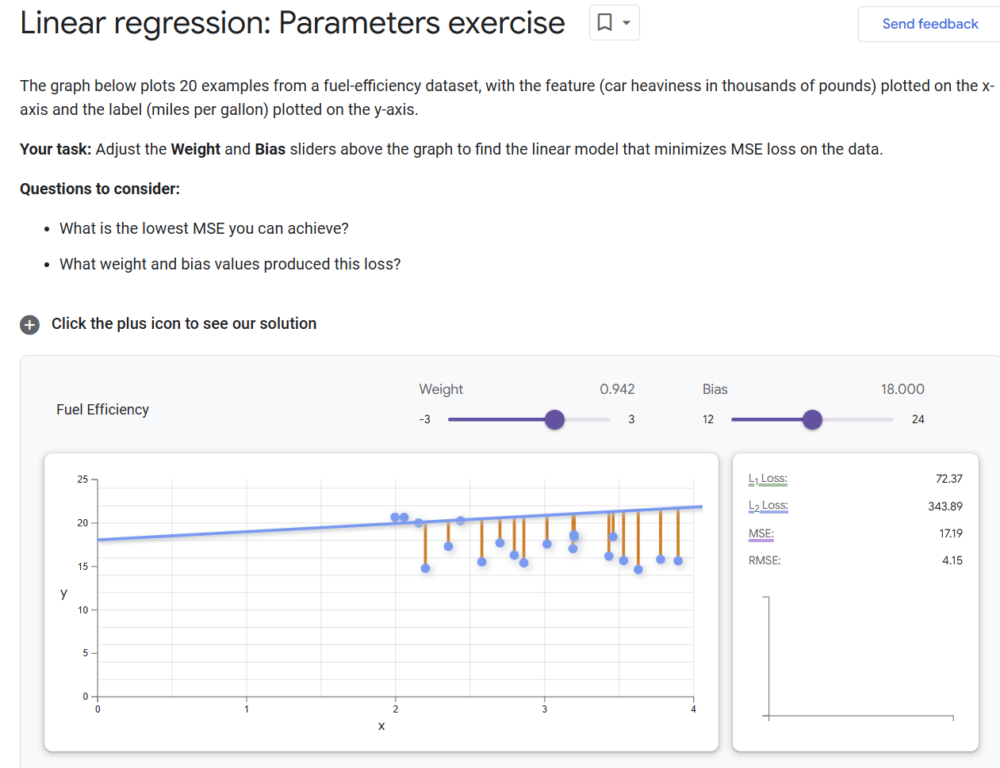 Linear regression: Parameters exercise
Send feedback
The graph below plots 20 examples from a fuel-efficiency dataset, with the feature (car heaviness in thousands of pounds) plotted on the x-
axis and the label (miles per gallon) plotted on the y-axis.
Your task: Adjust the Weight and Bias sliders above the graph to find the linear model that minimizes MSE loss on the data.
Questions to consider:
• What is the lowest MSE you can achieve?
• What weight and bias values produced this loss?
Click the plus icon to see our solution
Fuel Efficiency
Weight 0.942
-3 3
Bias 18.000
12 24
25
20
15
y
10
5
0
0 1 2 3 4
x
L1 Loss: 72.37
L2 Loss: 343.89
MSE: 17.19
RMSE: 4.15